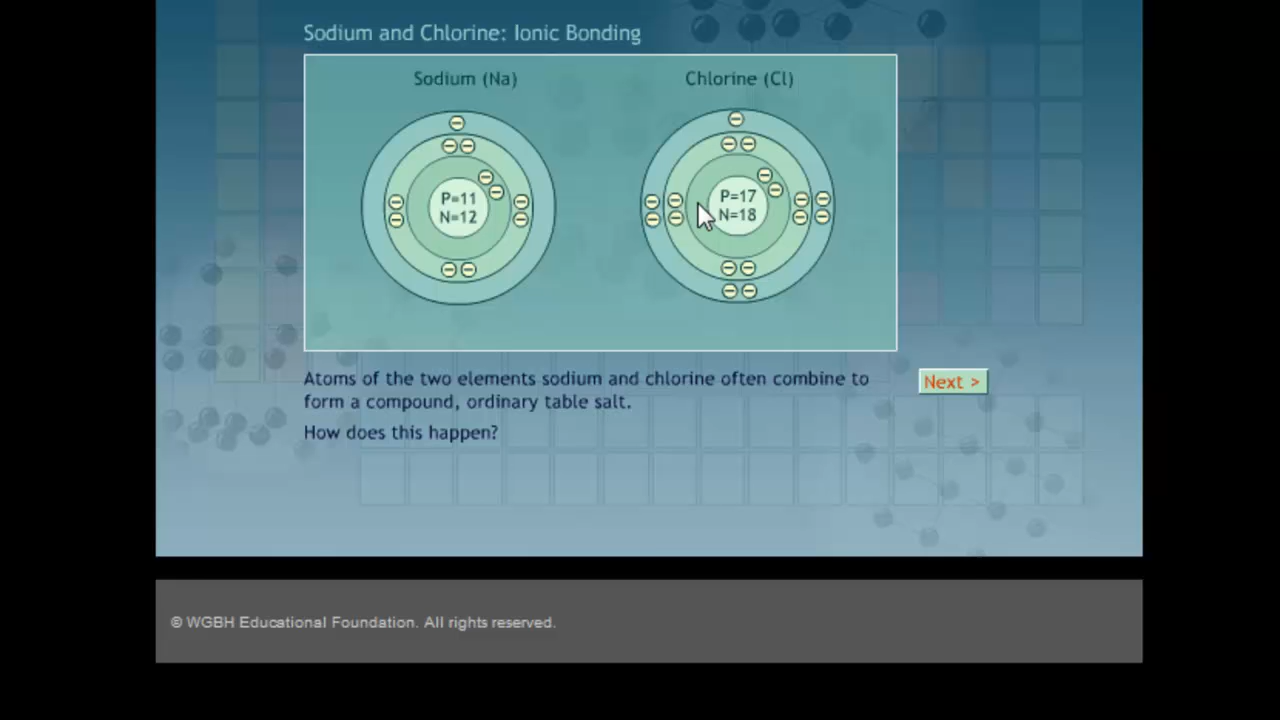 Sodium and Chlorine: Ionic Bonding
Sodium (Na)
Chlorine (Cl)
P=11
N=12
P=17
N=18
Atoms of the two elements sodium and chlorine often combine to
form a compound, ordinary table salt.
How does this happen?
Next >
© WGBH Educational Foundation. All rights reserved.